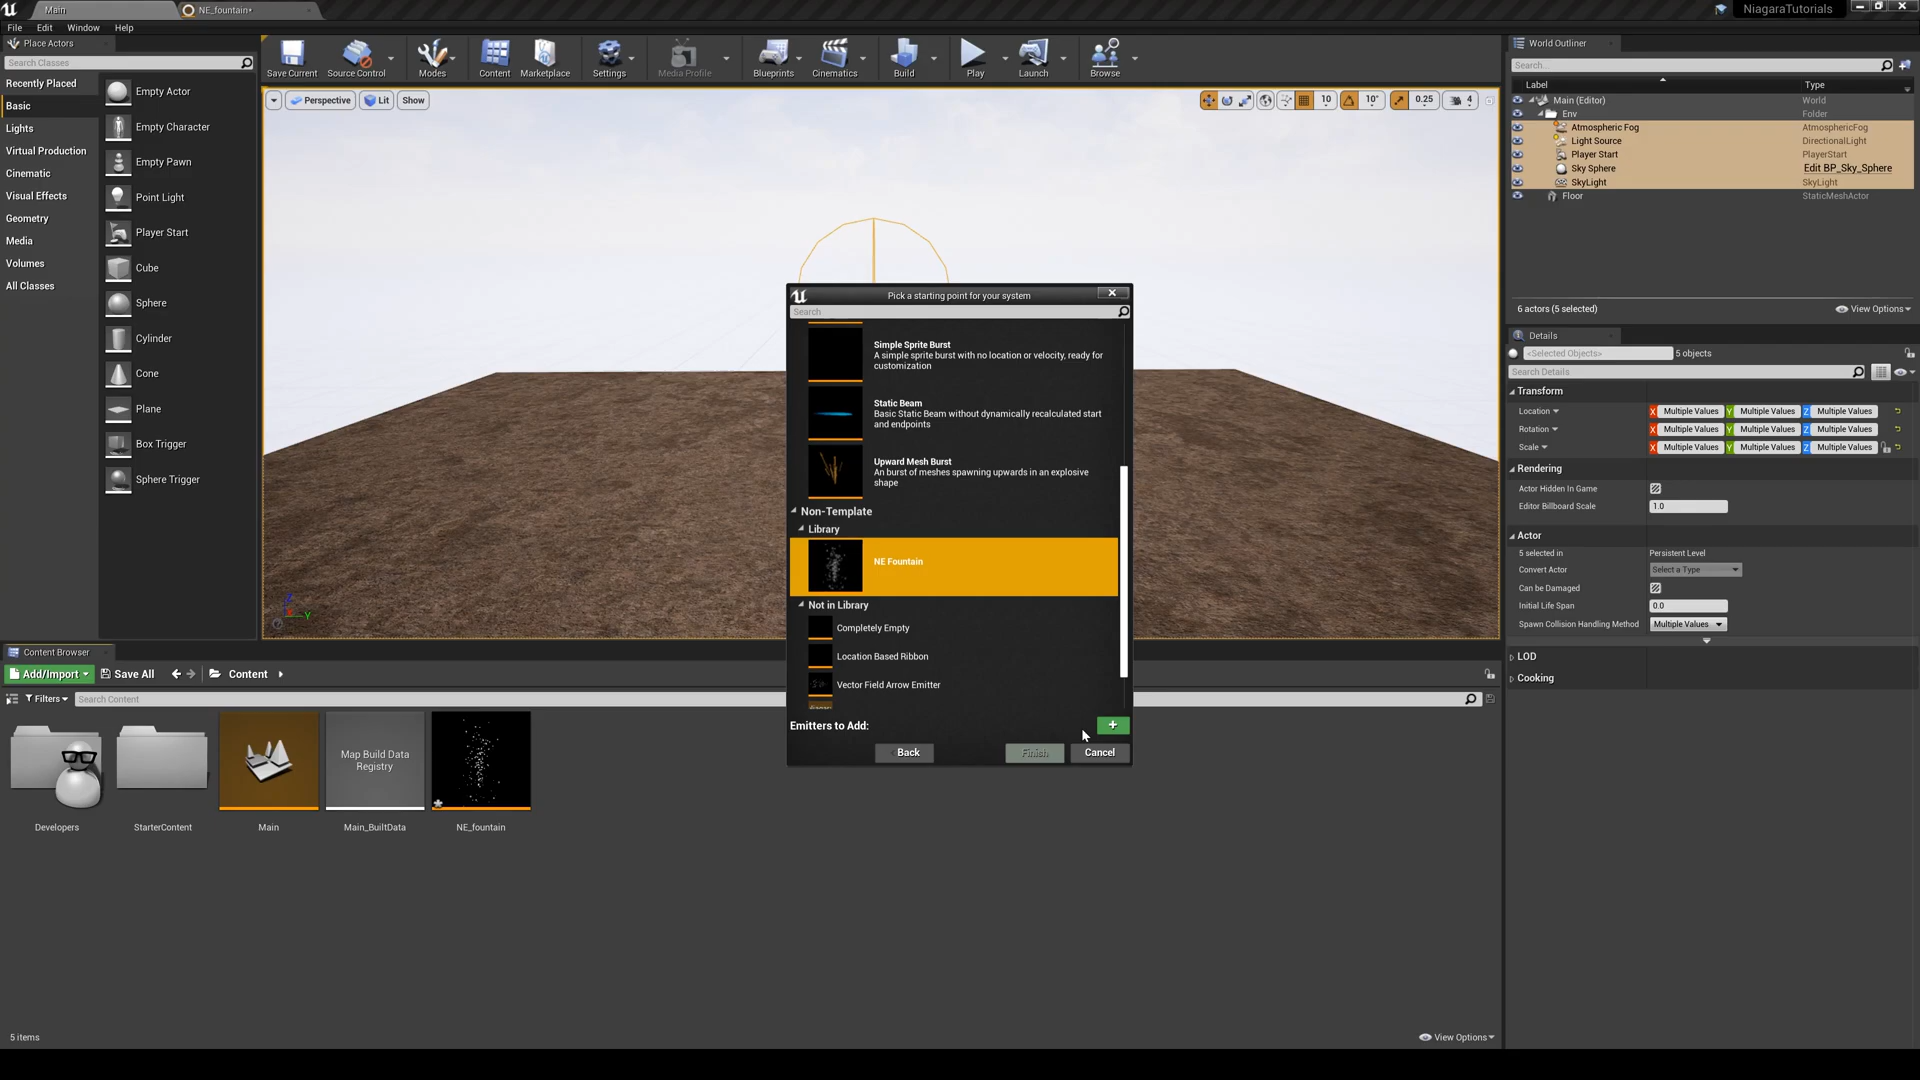 Main
NE_fountain*
NiagaraTutorials
File Edit Window Help
Place Actors
Search Classes
Recently Placed
Basic
Lights
Virtual Production
Cinematic
Visual Effects
Geometry
Media
Volumes
All Classes
Empty Actor
Empty Character
Empty Pawn
Point Light
Player Start
Cube
Sphere
Cylinder
Cone
Plane
Box Trigger
Sphere Trigger
Save Current
Source Control
Modes
Content
Marketplace
Settings
Media Profile
Blueprints
Cinematics
Build
Play
Launch
Browse
Perspective
Lit
Show
10
10°
0.25
4
Z
Y
Pick a starting point for your system
Search
Simple Sprite Burst
A simple sprite burst with no location or velocity, ready for
customization
Static Beam
Basic Static Beam without dynamically recalculated start
and endpoints
Upward Mesh Burst
An burst of meshes spawning upwards in an explosive
shape
Non-Template
Library
NE Fountain
Not in Library
Completely Empty
Location Based Ribbon
Vector Field Arrow Emitter
Emitters to Add:
Back
Finish
Cancel
World Outliner
Search...
Label Type
Main (Editor) World
Env Folder
Atmospheric Fog AtmosphericFog
Light Source DirectionalLight
Player Start PlayerStart
Sky Sphere Edit BP_Sky_Sphere
SkyLight SkyLight
Floor StaticMeshActor
6 actors (5 selected)
View Options
Details
<Selected Objects> 5 objects
Search Details
Transform
Location X Multiple Values Y Multiple Values Z Multiple Values
Rotation X Multiple Values Y Multiple Values Z Multiple Values
Scale X Multiple Values Y Multiple Values Z Multiple Values
Rendering
Actor Hidden In Game
Editor Billboard Scale 1.0
Actor
5 selected in Persistent Level
Convert Actor Select a Type
Can be Damaged
Initial Life Span 0.0
Spawn Collision Handling Method Multiple Values
LOD
Cooking
Content Browser
Add/Import
Save All
Content
Filters
Search Content
Map Build Data
Registry
Developers
StarterContent
Main
Main_BuiltData
NE_fountain
5 items
View Options